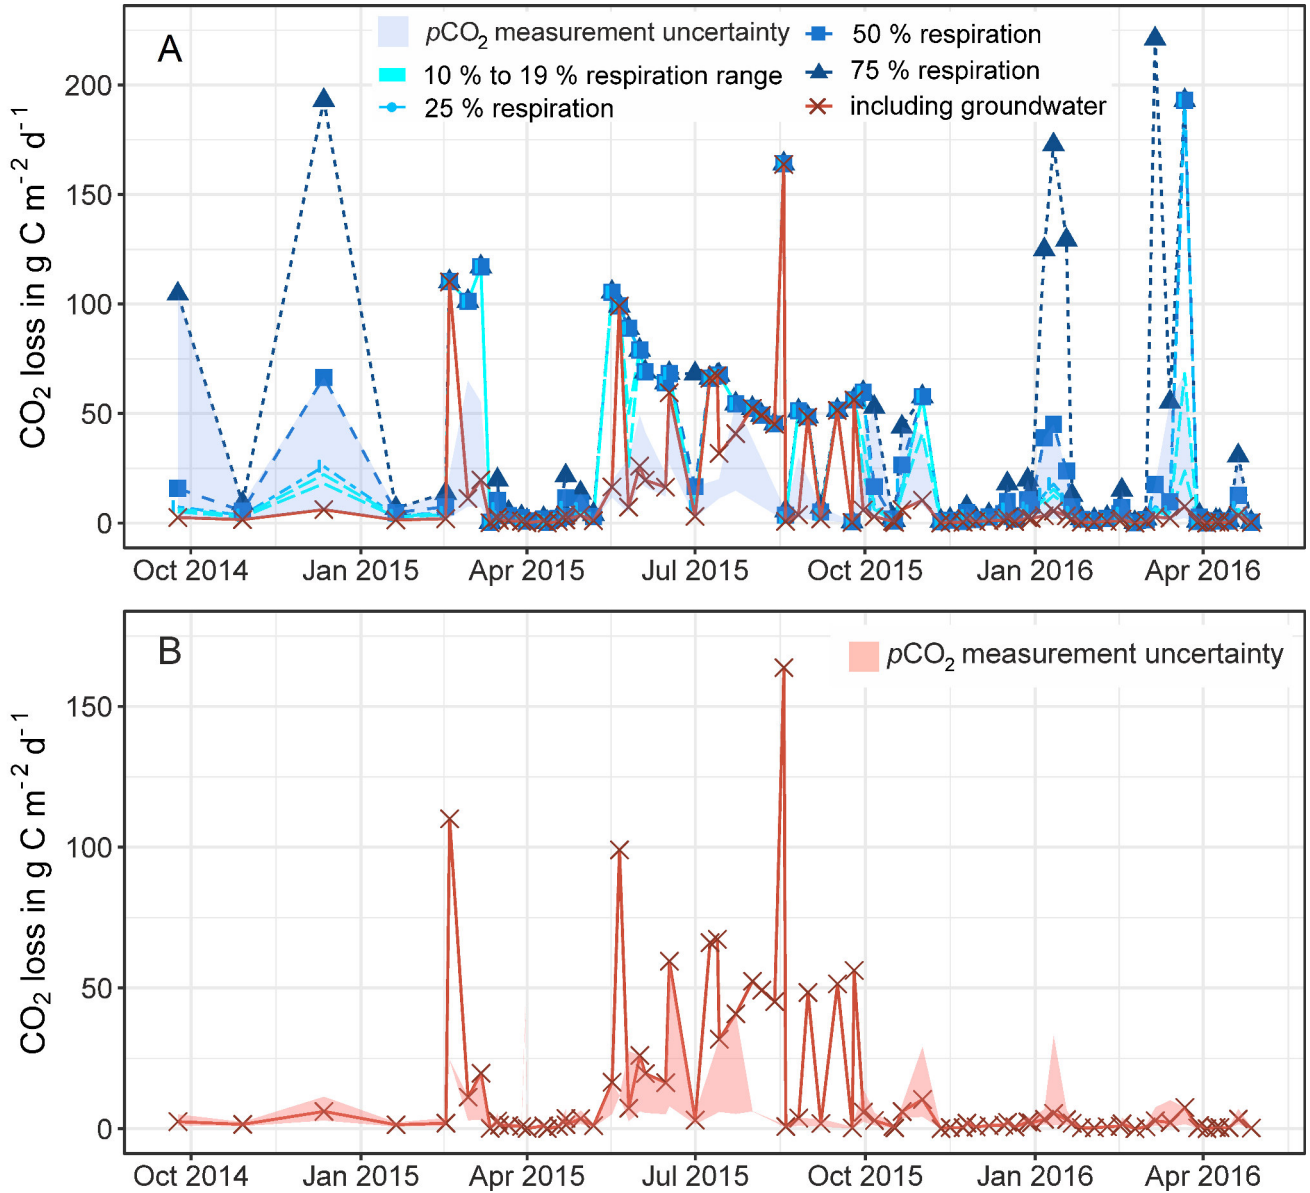 A
pCO₂ measurement uncertainty
10 % to 19 % respiration range
25 % respiration
50 % respiration
75 % respiration
including groundwater
CO₂ loss in g C m⁻² d⁻¹
200
150
100
50
0
Oct 2014 Jan 2015 Apr 2015 Jul 2015 Oct 2015 Jan 2016 Apr 2016
B
pCO₂ measurement uncertainty
CO₂ loss in g C m⁻² d⁻¹
150
100
50
0
Oct 2014 Jan 2015 Apr 2015 Jul 2015 Oct 2015 Jan 2016 Apr 2016